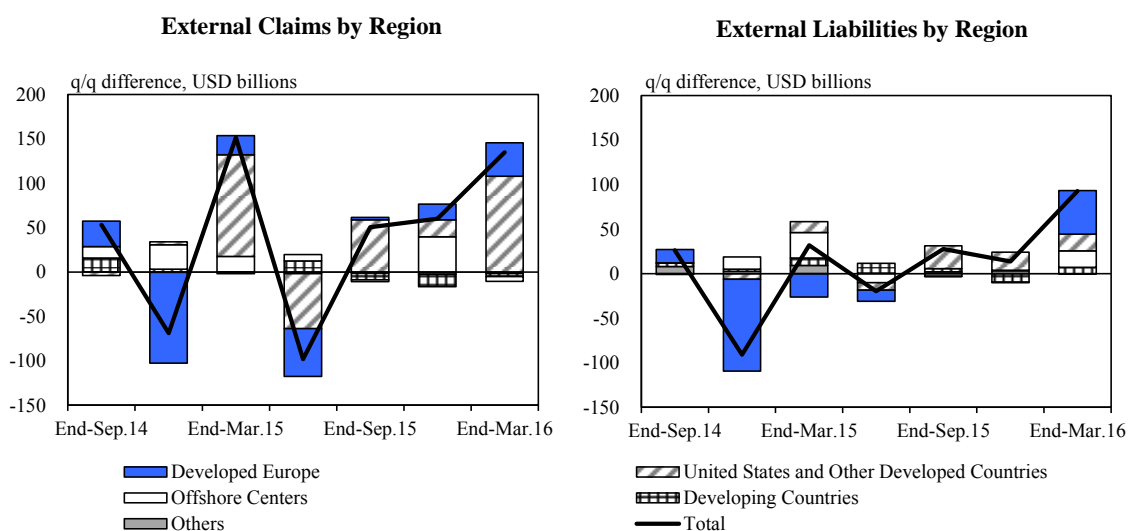 External Claims by Region
q/q difference, USD billions
200
150
100
50
0
-50
-100
-150
End-Sep.14 End-Mar.15 End-Sep.15 End-Mar.16
External Liabilities by Region
q/q difference, USD billions
200
150
100
50
0
-50
-100
-150
End-Sep.14 End-Mar.15 End-Sep.15 End-Mar.16
Developed Europe
United States and Other Developed Countries
Offshore Centers
Developing Countries
Others
Total